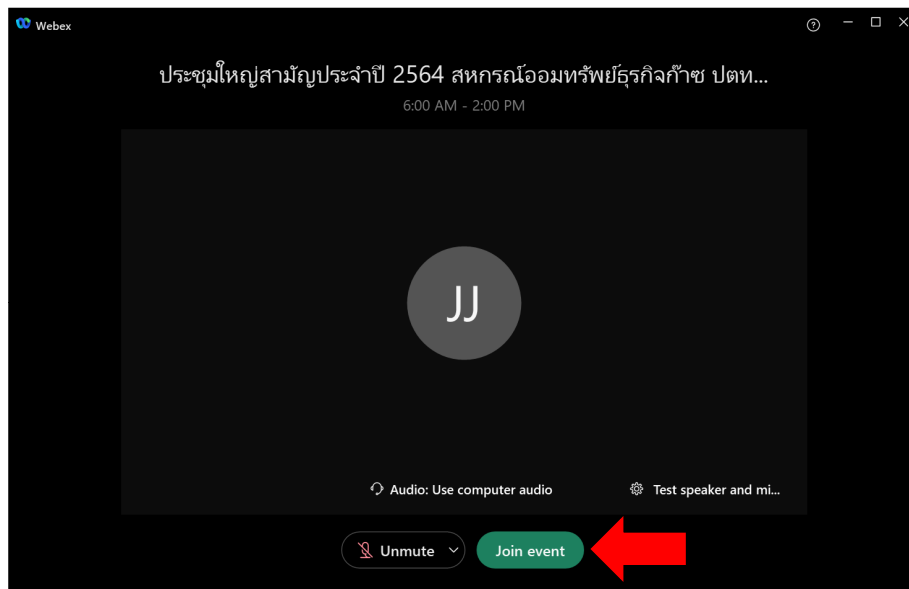 Webex
ประชุมใหญ่สามัญประจำปี 2564 สหกรณ์ออมทรัพย์ธุรกิจก๊าซ ปตท...
6:00 AM - 2:00 PM
JJ
Audio: Use computer audio
Test speaker and mi...
Unmute
Join event